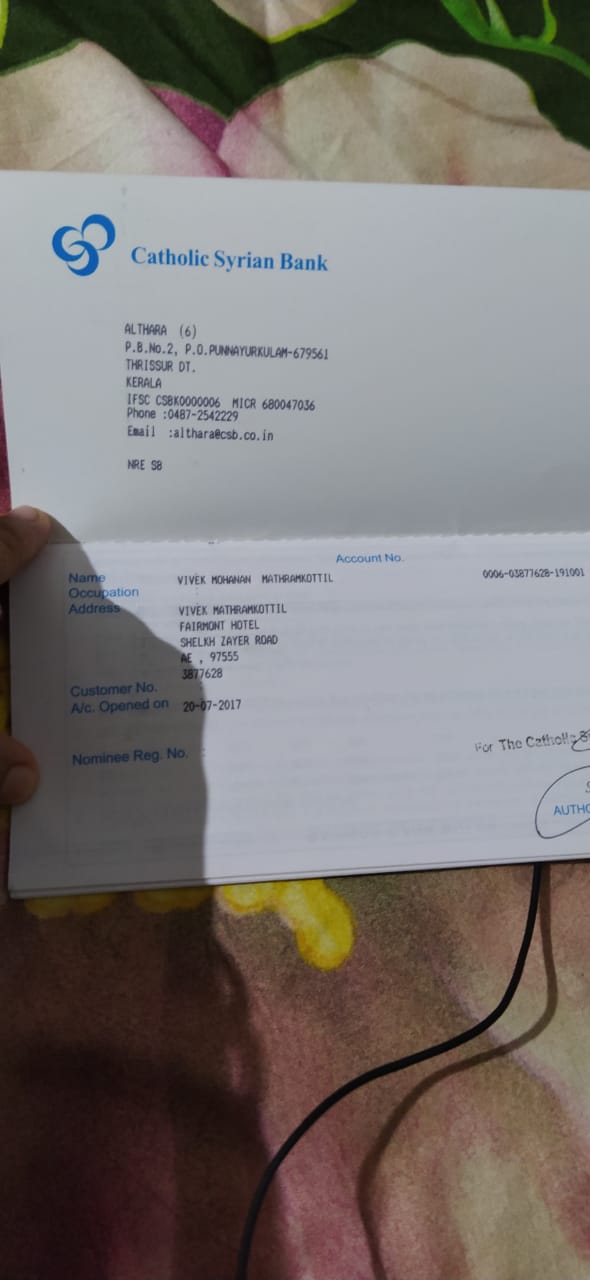 Catholic Syrian Bank
ALTHARA (6)
P.B.No.2, P.O.PUNNAYURKULAM-679561
THRISSUR DT.
KERALA
IFSC CSBK0000006 MICR 680047036
Phone :0487-2542229
Email :althara@csb.co.in
NRE SB
Account No.
Name VIVEK MOHANAN MATHRAMKOTTIL 0006-03877628-191001
Occupation :
Address VIVEK MATHRAMKOTTIL
FAIRMONT HOTEL
SHELKH ZAYER ROAD
AE , 97555
3877628
Customer No.
A/c. Opened on 20-07-2017
For The Catholic
Nominee Reg. No. :
AUTHO